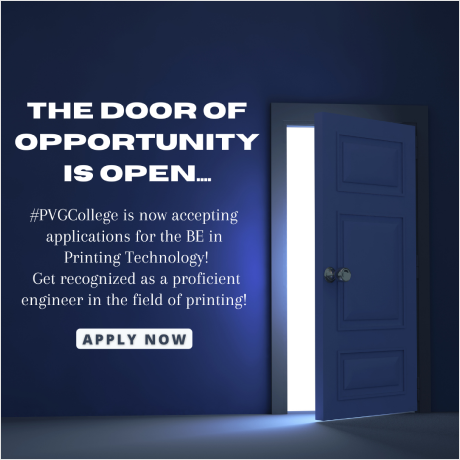 THE DOOR OF
OPPORTUNITY
IS OPEN....
#PVGCollege is now accepting
applications for the BE in
Printing Technology!
Get recognized as a proficient
engineer in the field of printing!
APPLY NOW